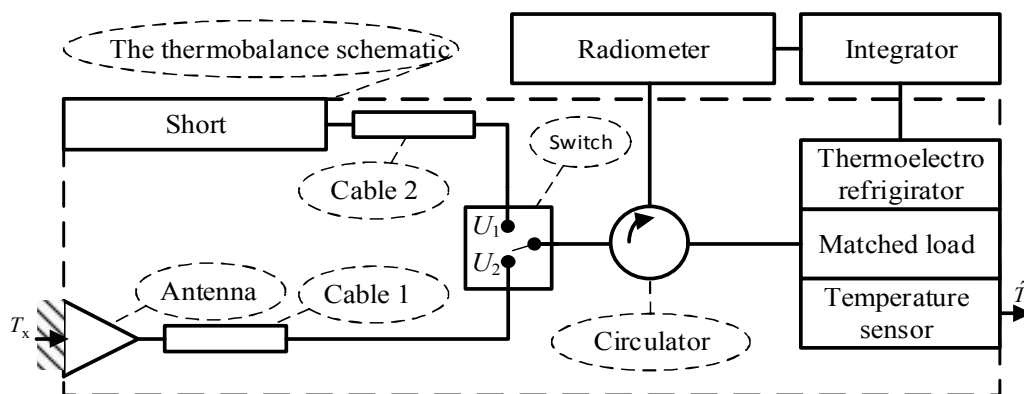 The thermobalance schematic
Radiometer
Integrator
Short
Switch
Cable 2
Thermoelectro
refrigirator
U1
U2
Matched load
Antenna
Cable 1
Temperature
sensor
Tx
T̂
Circulator